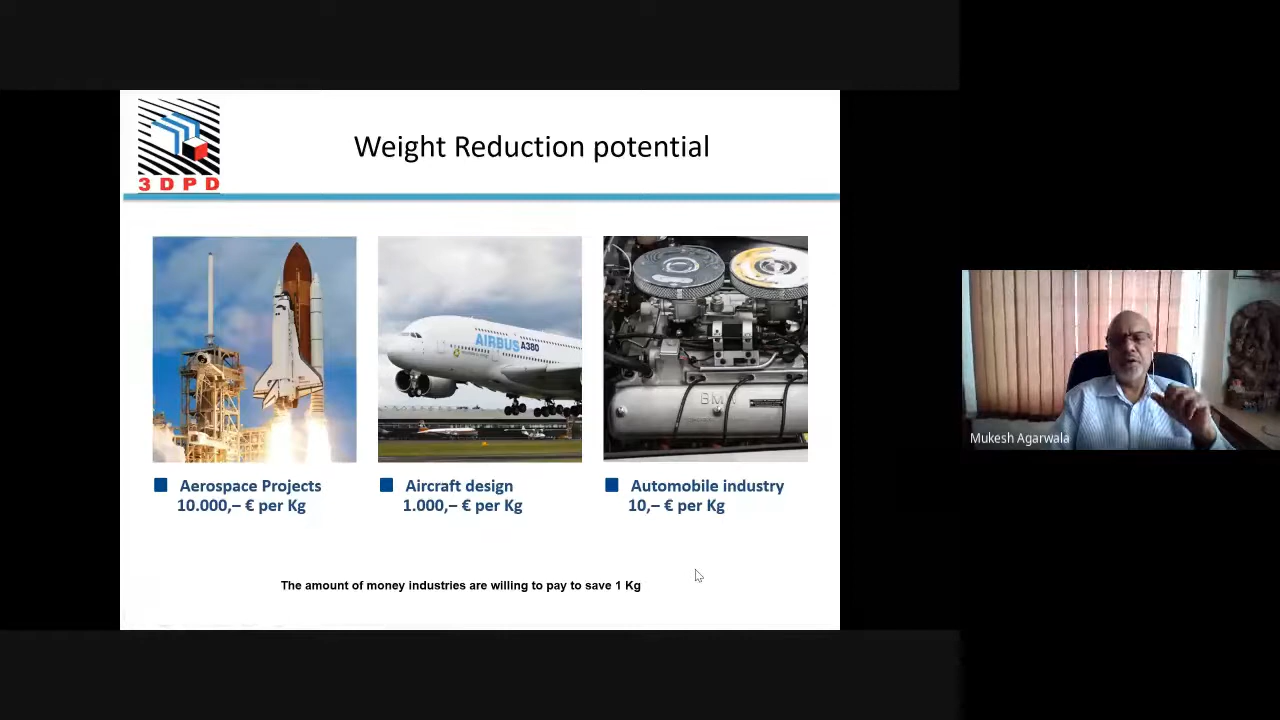 3DPD
Weight Reduction potential
AIRBUS A380
BMW
Aerospace Projects
10.000,– € per Kg
Aircraft design
1.000,– € per Kg
Automobile industry
10,– € per Kg
The amount of money industries are willing to pay to save 1 Kg
Mukesh Agarwala